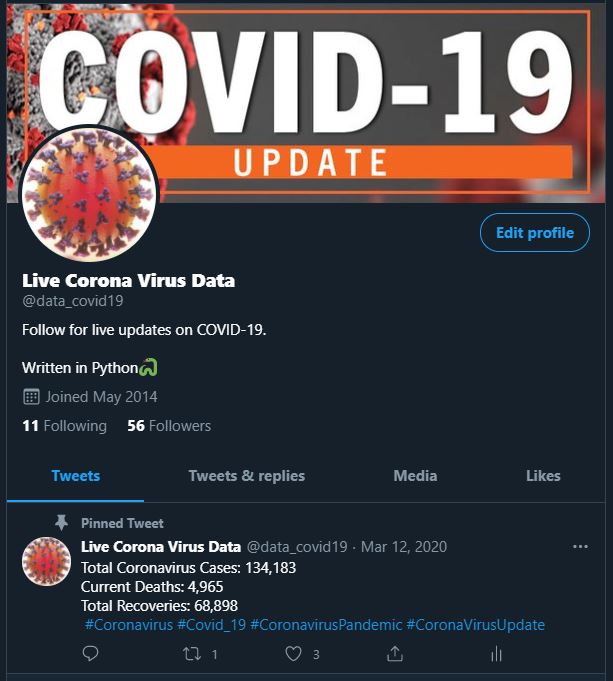 COVID-19
UPDATE
Edit profile
Live Corona Virus Data
@data_covid19
Follow for live updates on COVID-19.
Written in Python🐍
Joined May 2014
11 Following 56 Followers
Tweets Tweets & replies Media Likes
Pinned Tweet
Live Corona Virus Data @data_covid19 · Mar 12, 2020
Total Coronavirus Cases: 134,183
Current Deaths: 4,965
Total Recoveries: 68,898
#Coronavirus #Covid_19 #CoronavirusPandemic #CoronaVirusUpdate
1 3